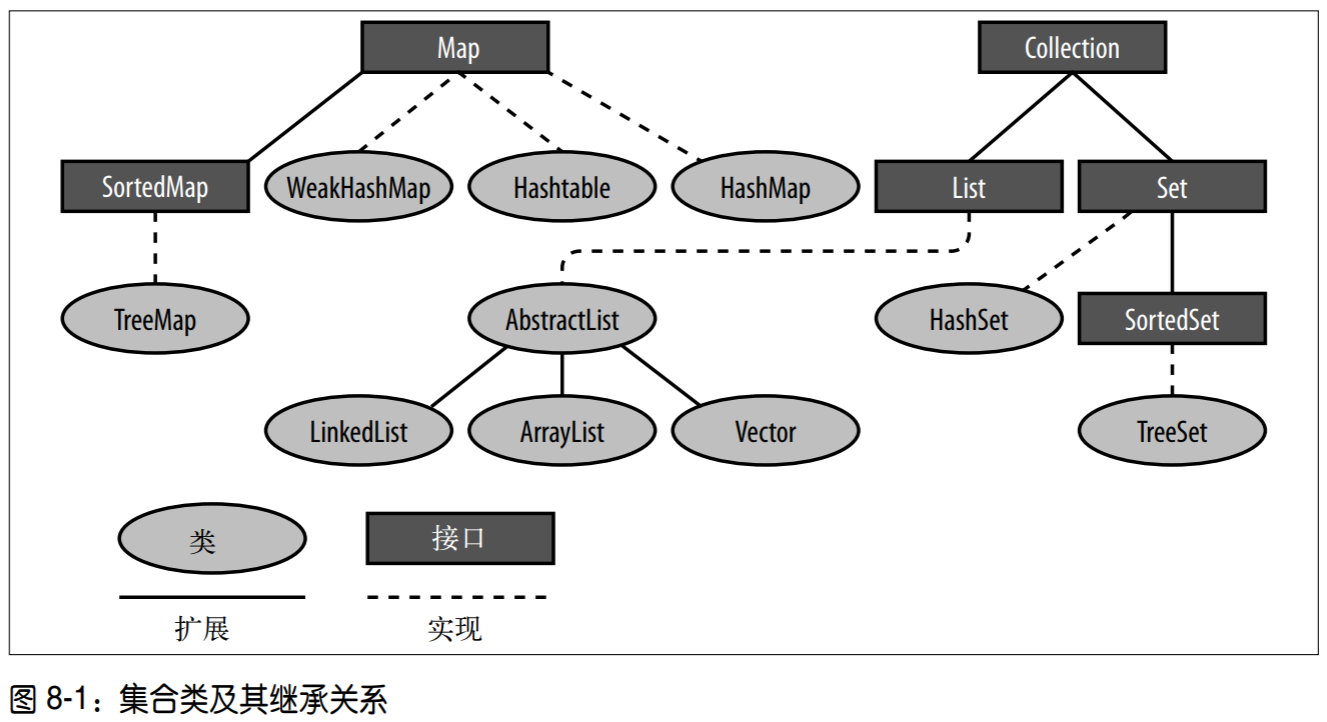 Map
Collection
SortedMap
WeakHashMap
Hashtable
HashMap
List
Set
TreeMap
AbstractList
HashSet
SortedSet
LinkedList
ArrayList
Vector
TreeSet
类
接口
扩展
实现
图 8-1：集合类及其继承关系